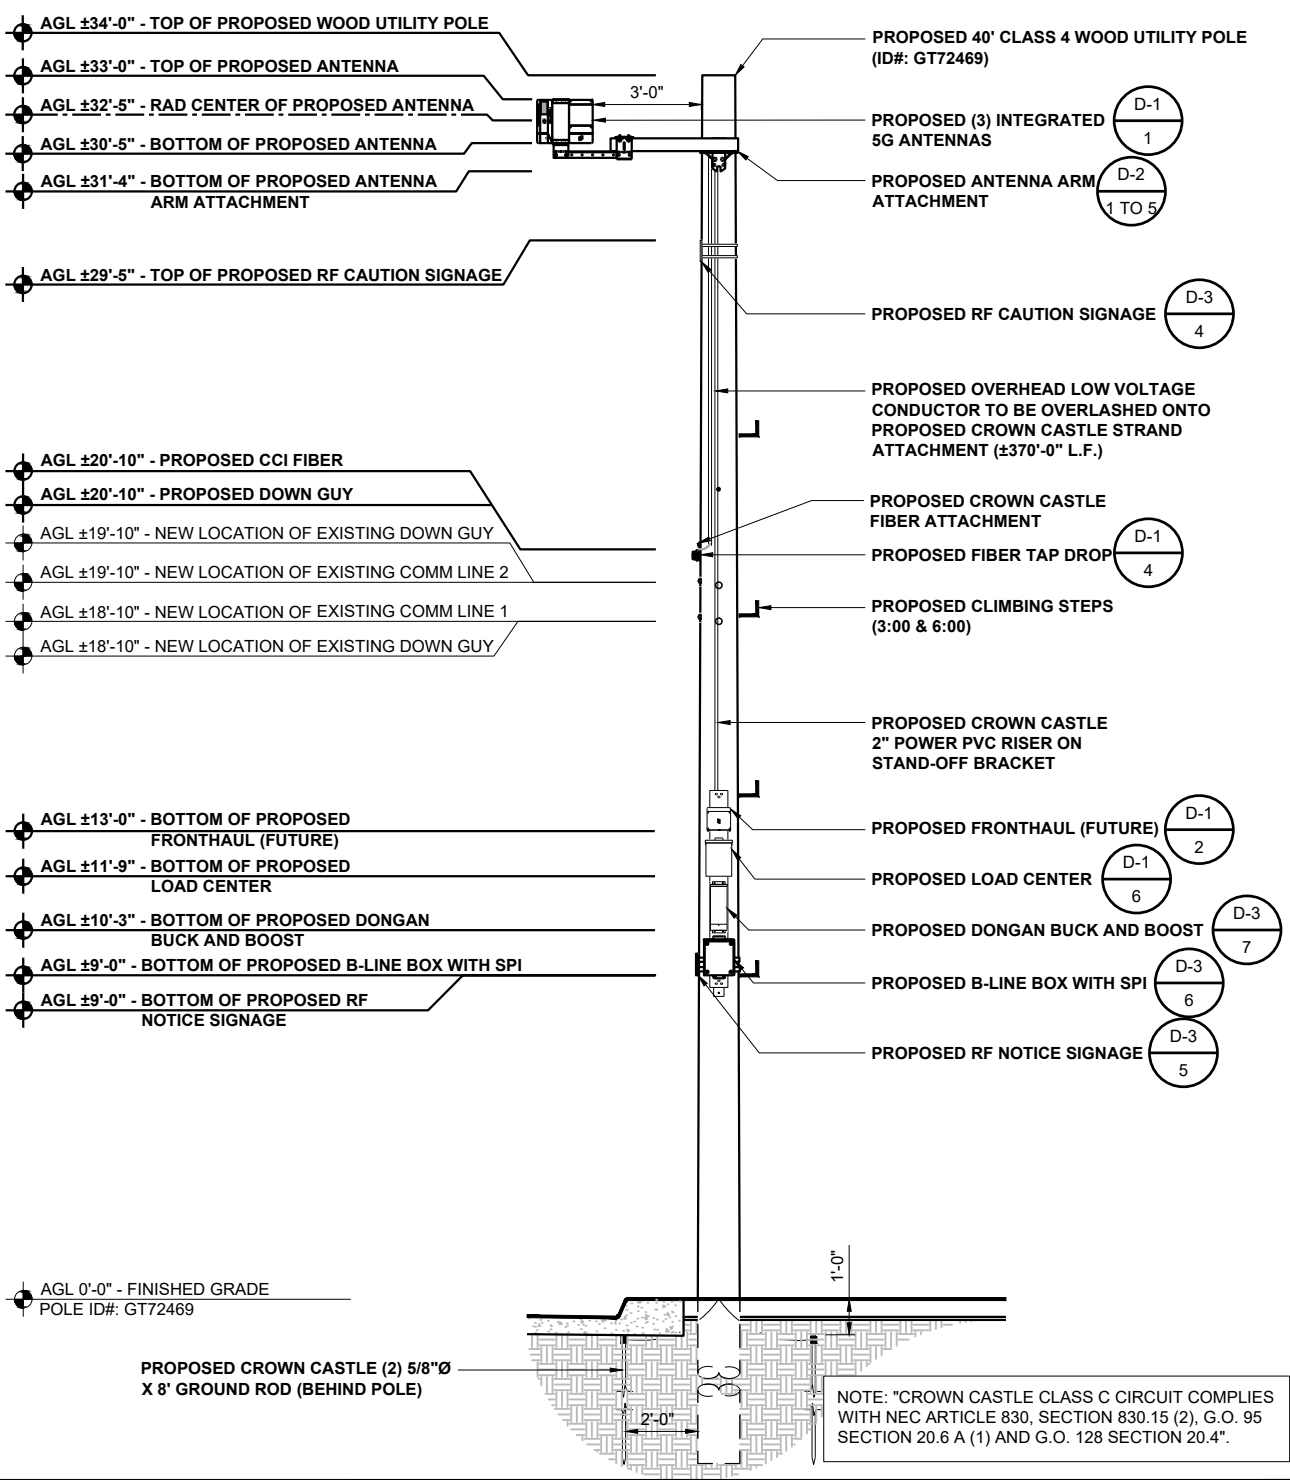 AGL ±34'-0" - TOP OF PROPOSED WOOD UTILITY POLE
AGL ±33'-0" - TOP OF PROPOSED ANTENNA
AGL ±32'-5" - RAD CENTER OF PROPOSED ANTENNA
AGL ±30'-5" - BOTTOM OF PROPOSED ANTENNA
AGL ±31'-4" - BOTTOM OF PROPOSED ANTENNA
ARM ATTACHMENT
AGL ±29'-5" - TOP OF PROPOSED RF CAUTION SIGNAGE
AGL ±20'-10" - PROPOSED CCI FIBER
AGL ±20'-10" - PROPOSED DOWN GUY
AGL ±19'-10" - NEW LOCATION OF EXISTING DOWN GUY
AGL ±19'-10" - NEW LOCATION OF EXISTING COMM LINE 2
AGL ±18'-10" - NEW LOCATION OF EXISTING COMM LINE 1
AGL ±18'-10" - NEW LOCATION OF EXISTING DOWN GUY
AGL ±13'-0" - BOTTOM OF PROPOSED
FRONTHAUL (FUTURE)
AGL ±11'-9" - BOTTOM OF PROPOSED
LOAD CENTER
AGL ±10'-3" - BOTTOM OF PROPOSED DONGAN
BUCK AND BOOST
AGL ±9'-0" - BOTTOM OF PROPOSED B-LINE BOX WITH SPI
AGL ±9'-0" - BOTTOM OF PROPOSED RF
NOTICE SIGNAGE
AGL 0'-0" - FINISHED GRADE
POLE ID#: GT72469
PROPOSED CROWN CASTLE (2) 5/8"Ø
X 8' GROUND ROD (BEHIND POLE)
3'-0"
2'-0"
1'-0"
PROPOSED 40' CLASS 4 WOOD UTILITY POLE
(ID#: GT72469)
PROPOSED (3) INTEGRATED
5G ANTENNAS
D-1
1
PROPOSED ANTENNA ARM
ATTACHMENT
D-2
1 TO 5
PROPOSED RF CAUTION SIGNAGE
D-3
4
PROPOSED OVERHEAD LOW VOLTAGE
CONDUCTOR TO BE OVERLASHED ONTO
PROPOSED CROWN CASTLE STRAND
ATTACHMENT (±370'-0" L.F.)
PROPOSED CROWN CASTLE
FIBER ATTACHMENT
PROPOSED FIBER TAP DROP
D-1
4
PROPOSED CLIMBING STEPS
(3:00 & 6:00)
PROPOSED CROWN CASTLE
2" POWER PVC RISER ON
STAND-OFF BRACKET
PROPOSED FRONTHAUL (FUTURE)
D-1
2
PROPOSED LOAD CENTER
D-1
6
PROPOSED DONGAN BUCK AND BOOST
D-3
7
PROPOSED B-LINE BOX WITH SPI
D-3
6
PROPOSED RF NOTICE SIGNAGE
D-3
5
NOTE: "CROWN CASTLE CLASS C CIRCUIT COMPLIES
WITH NEC ARTICLE 830, SECTION 830.15 (2), G.O. 95
SECTION 20.6 A (1) AND G.O. 128 SECTION 20.4".